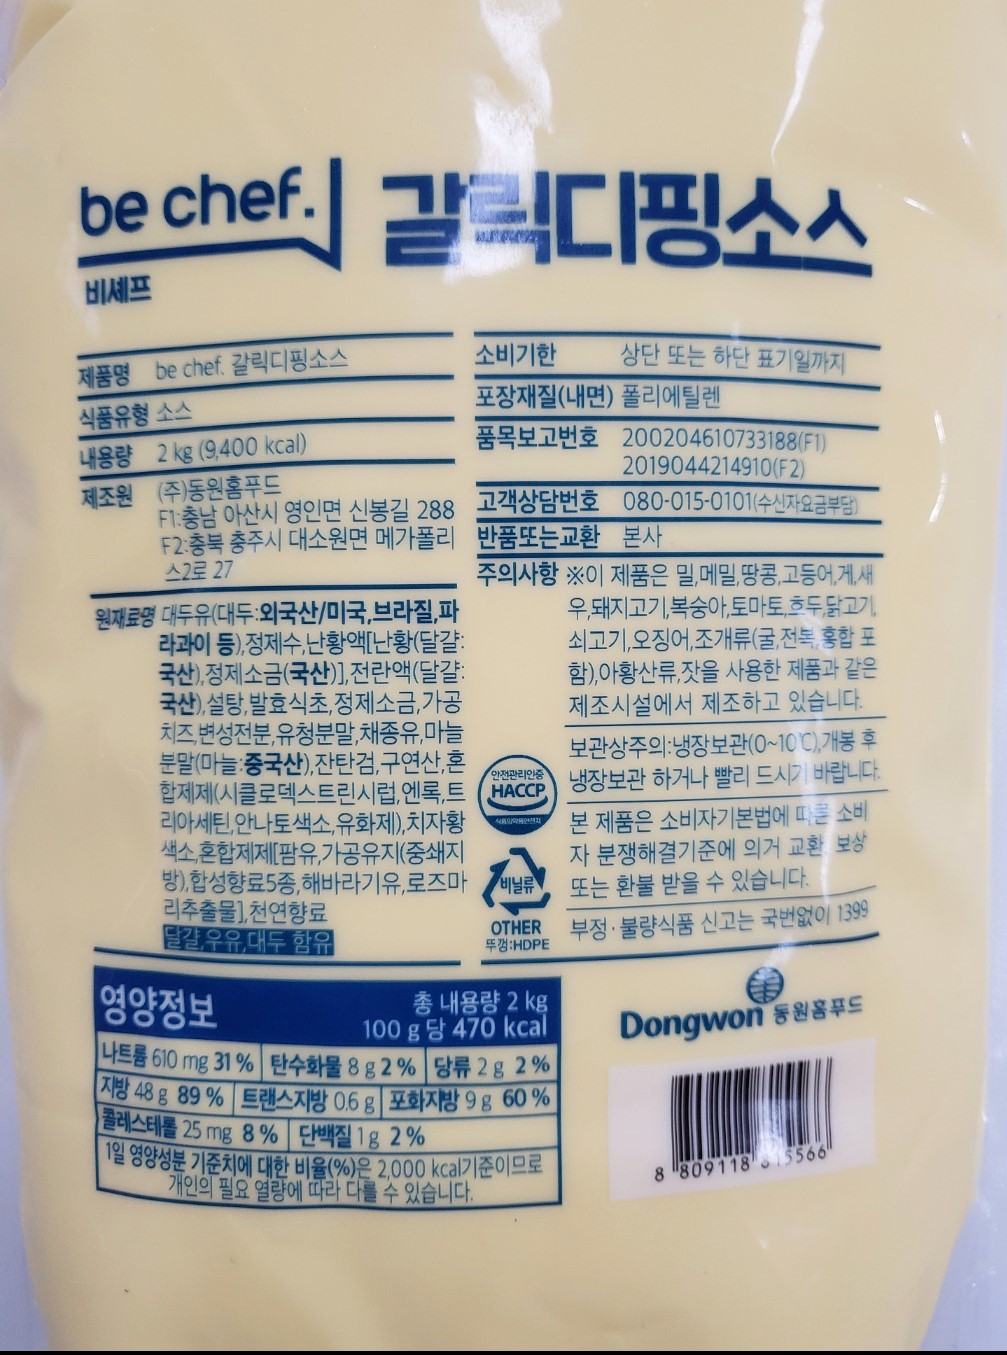 be chef.
비셰프
갈릭디핑소스
제품명 be chef. 갈릭디핑소스
식품유형 소스
내용량 2 kg (9,400 kcal)
제조원 (주)동원홈푸드
F1:충남 아산시 영인면 신봉길 288
F2:충북 충주시 대소원면 메가폴리
스2로 27
원재료명 대두유(대두:외국산/미국,브라질,파
라과이 등),정제수,난황액[난황(달걀:
국산),정제소금(국산)],전란액(달걀:
국산),설탕,발효식초,정제소금,가공
치즈,변성전분,유청분말,채종유,마늘
분말(마늘:중국산),잔탄검,구연산,혼
합제제(시클로덱스트린시럽,엔록,트
리아세틴,안나토색소,유화제),치자황
색소,혼합제제[팜유,가공유지(중쇄지
방),합성향료5종,해바라기유,로즈마
리추출물],천연향료
달걀,우유,대두 함유
소비기한 상단 또는 하단 표기일까지
포장재질(내면) 폴리에틸렌
품목보고번호 200204610733188(F1)
2019044214910(F2)
고객상담번호 080-015-0101(수신자요금부담)
반품또는교환 본사
주의사항 ※이 제품은 밀,메밀,땅콩,고등어,게,새
우,돼지고기,복숭아,토마토,호두,닭고기,
쇠고기,오징어,조개류(굴,전복,홍합 포
함),아황산류,잣을 사용한 제품과 같은
제조시설에서 제조하고 있습니다.
보관상주의:냉장보관(0~10℃),개봉 후
냉장보관 하거나 빨리 드시기 바랍니다.
본 제품은 소비자기본법에 따른 소비
자 분쟁해결기준에 의거 교환, 보상
또는 환불 받을 수 있습니다.
부정·불량식품 신고는 국번없이 1399
안전관리인증
HACCP
식품의약품안전처
비닐류
OTHER
뚜껑:HDPE
영양정보
총 내용량 2 kg
100 g 당 470 kcal
나트륨 610 mg 31 % 탄수화물 8 g 2 % 당류 2 g 2 %
지방 48 g 89 % 트랜스지방 0.6 g 포화지방 9 g 60 %
콜레스테롤 25 mg 8 % 단백질 1 g 2 %
1일 영양성분 기준치에 대한 비율(%)은 2,000 kcal기준이므로
개인의 필요 열량에 따라 다를 수 있습니다.
Dongwon 동원홈푸드
8 809118